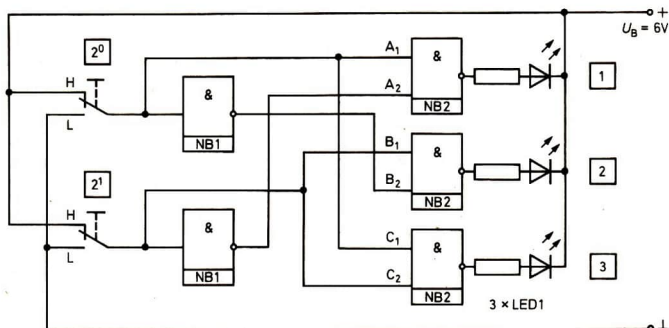 +
U_B = 6V
2⁰
H
L
&
NB1
2¹
H
L
&
NB1
A₁
A₂
&
NB2
1
B₁
B₂
&
NB2
2
C₁
C₂
&
NB2
3
3 × LED1